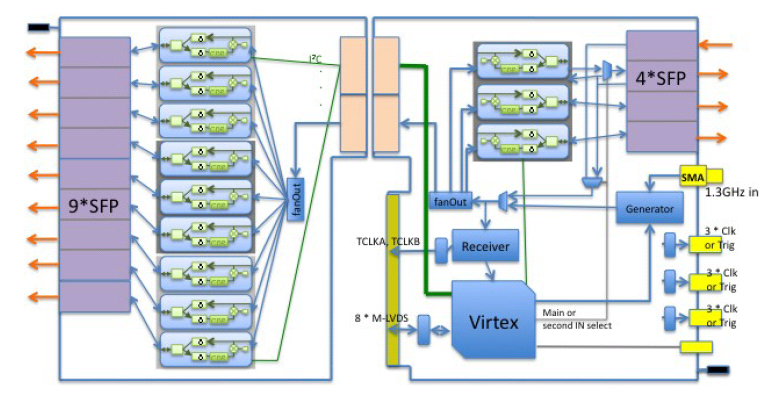 I²C
.
.
.
9*SFP
fanOut
4*SFP
SMA
1.3GHz in
fanOut
Generator
TCLKA, TCLKB
Receiver
3 * Clk
or Trig
3 * Clk
or Trig
8 * M-LVDS
Virtex
Main or
second IN select
3 * Clk
or Trig